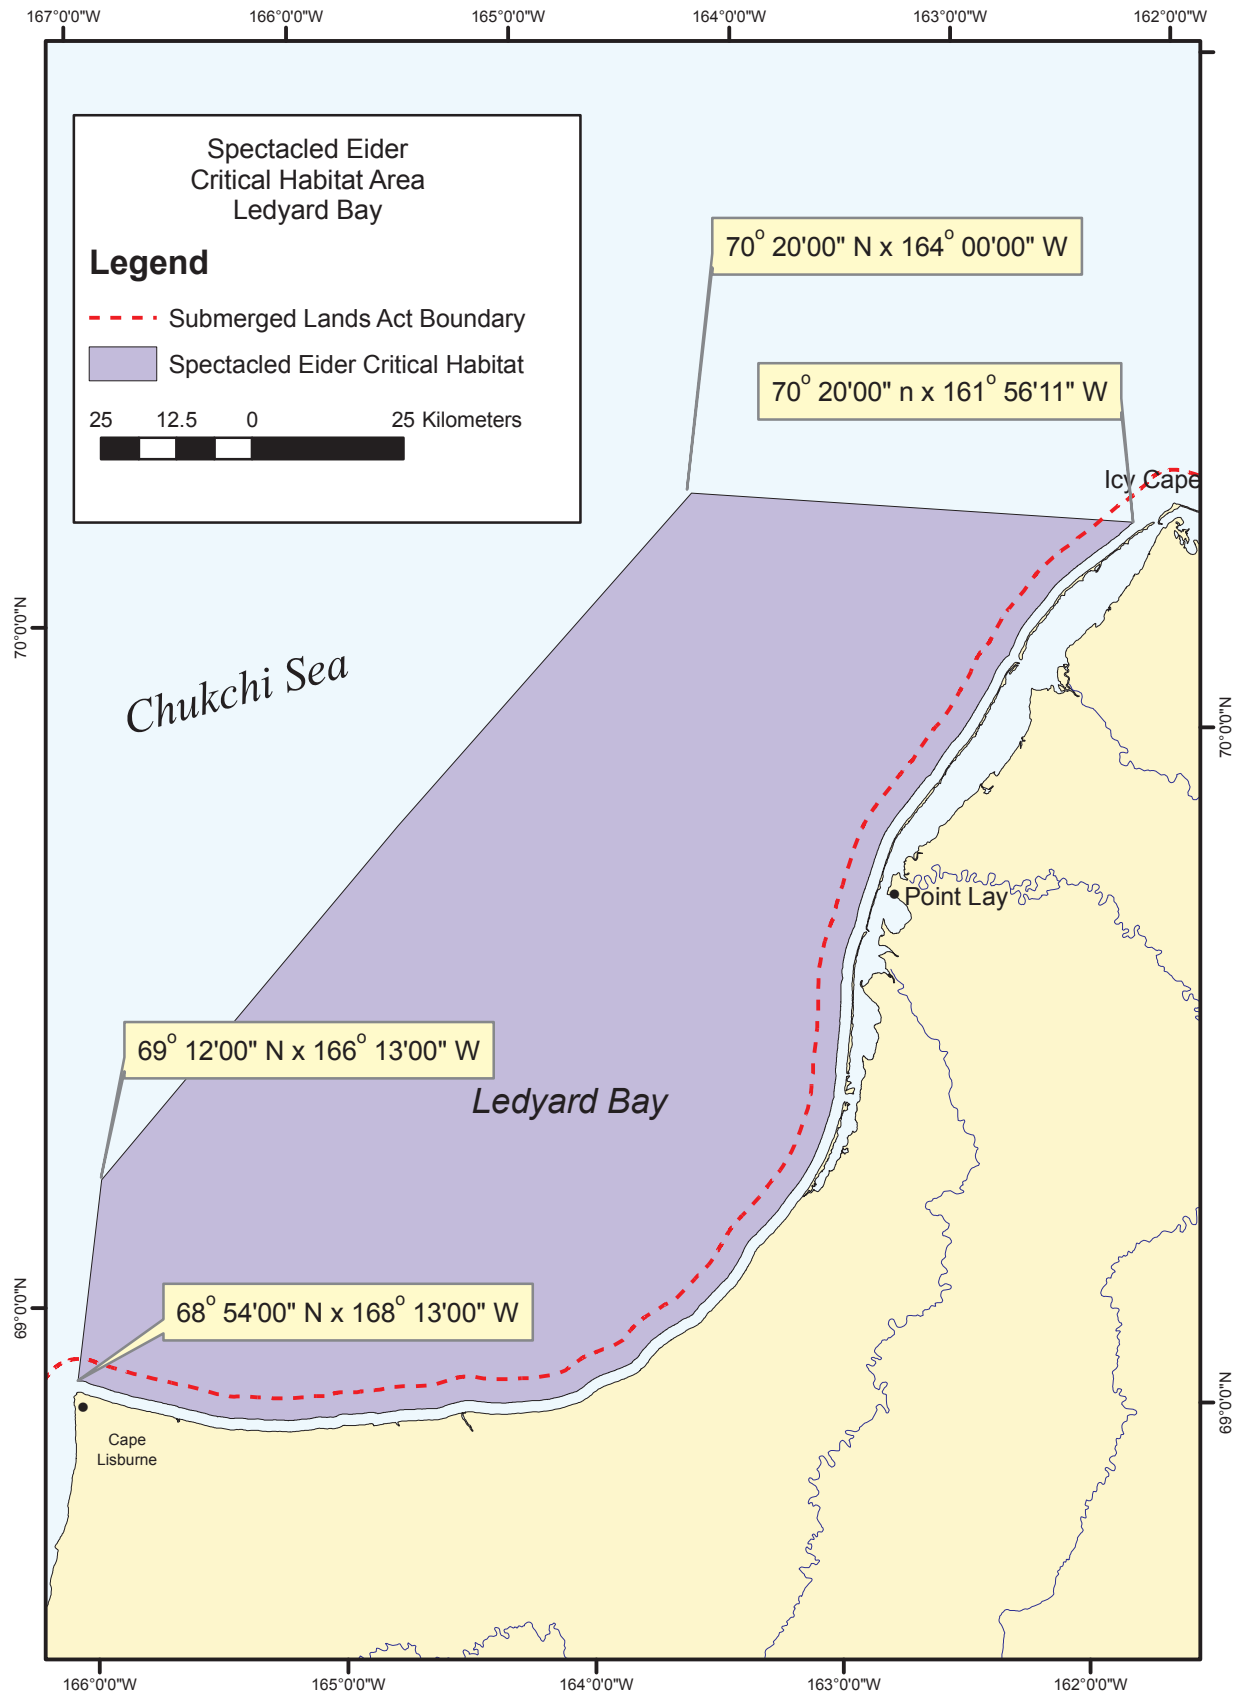 167°0'0"W 166°0'0"W 165°0'0"W 164°0'0"W 163°0'0"W 162°0'0"W
Spectacled Eider
Critical Habitat Area
Ledyard Bay
Legend
Submerged Lands Act Boundary
Spectacled Eider Critical Habitat
25 12.5 0 25 Kilometers
70° 20'00" N x 164° 00'00" W
70° 20'00" n x 161° 56'11" W
Icy Cape
70°0'0"N
Chukchi Sea
70°0'0"N
Point Lay
69° 12'00" N x 166° 13'00" W
Ledyard Bay
69°0'0"N
68° 54'00" N x 168° 13'00" W
69°0'0"N
Cape
Lisburne
166°0'0"W 165°0'0"W 164°0'0"W 163°0'0"W 162°0'0"W